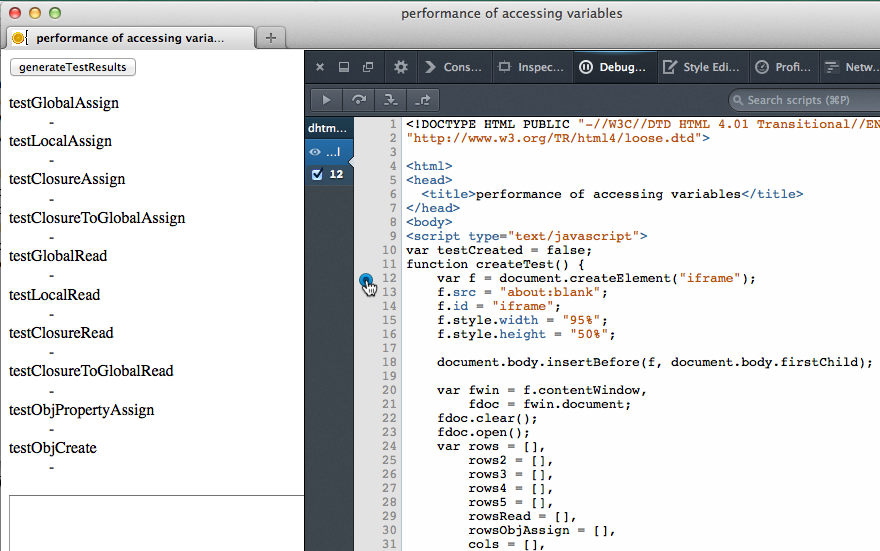 performance of accessing variables
performance of accessing varia...
generateTestResults
testGlobalAssign
-
testLocalAssign
-
testClosureAssign
-
testClosureToGlobalAssign
-
testGlobalRead
-
testLocalRead
-
testClosureRead
-
testClosureToGlobalRead
-
testObjPropertyAssign
-
testObjCreate
-
Cons... Inspec... Debug... Style Edi... Profi... Netw...
Search scripts (⌘P)
dhtm...
...l
12
1 <!DOCTYPE HTML PUBLIC "-//W3C//DTD HTML 4.01 Transitional//EN
2 "http://www.w3.org/TR/html4/loose.dtd">
3
4 <html>
5 <head>
6 <title>performance of accessing variables</title>
7 </head>
8 <body>
9 <script type="text/javascript">
10 var testCreated = false;
11 function createTest() {
12 var f = document.createElement("iframe");
13 f.src = "about:blank";
14 f.id = "iframe";
15 f.style.width = "95%";
16 f.style.height = "50%";
17
18 document.body.insertBefore(f, document.body.firstChild);
19
20 var fwin = f.contentWindow,
21 fdoc = fwin.document;
22 fdoc.clear();
23 fdoc.open();
24 var rows = [],
25 rows2 = [],
26 rows3 = [],
27 rows4 = [],
28 rows5 = [],
29 rowsRead = [],
30 rowsObjAssign = [],
31 cols = [],